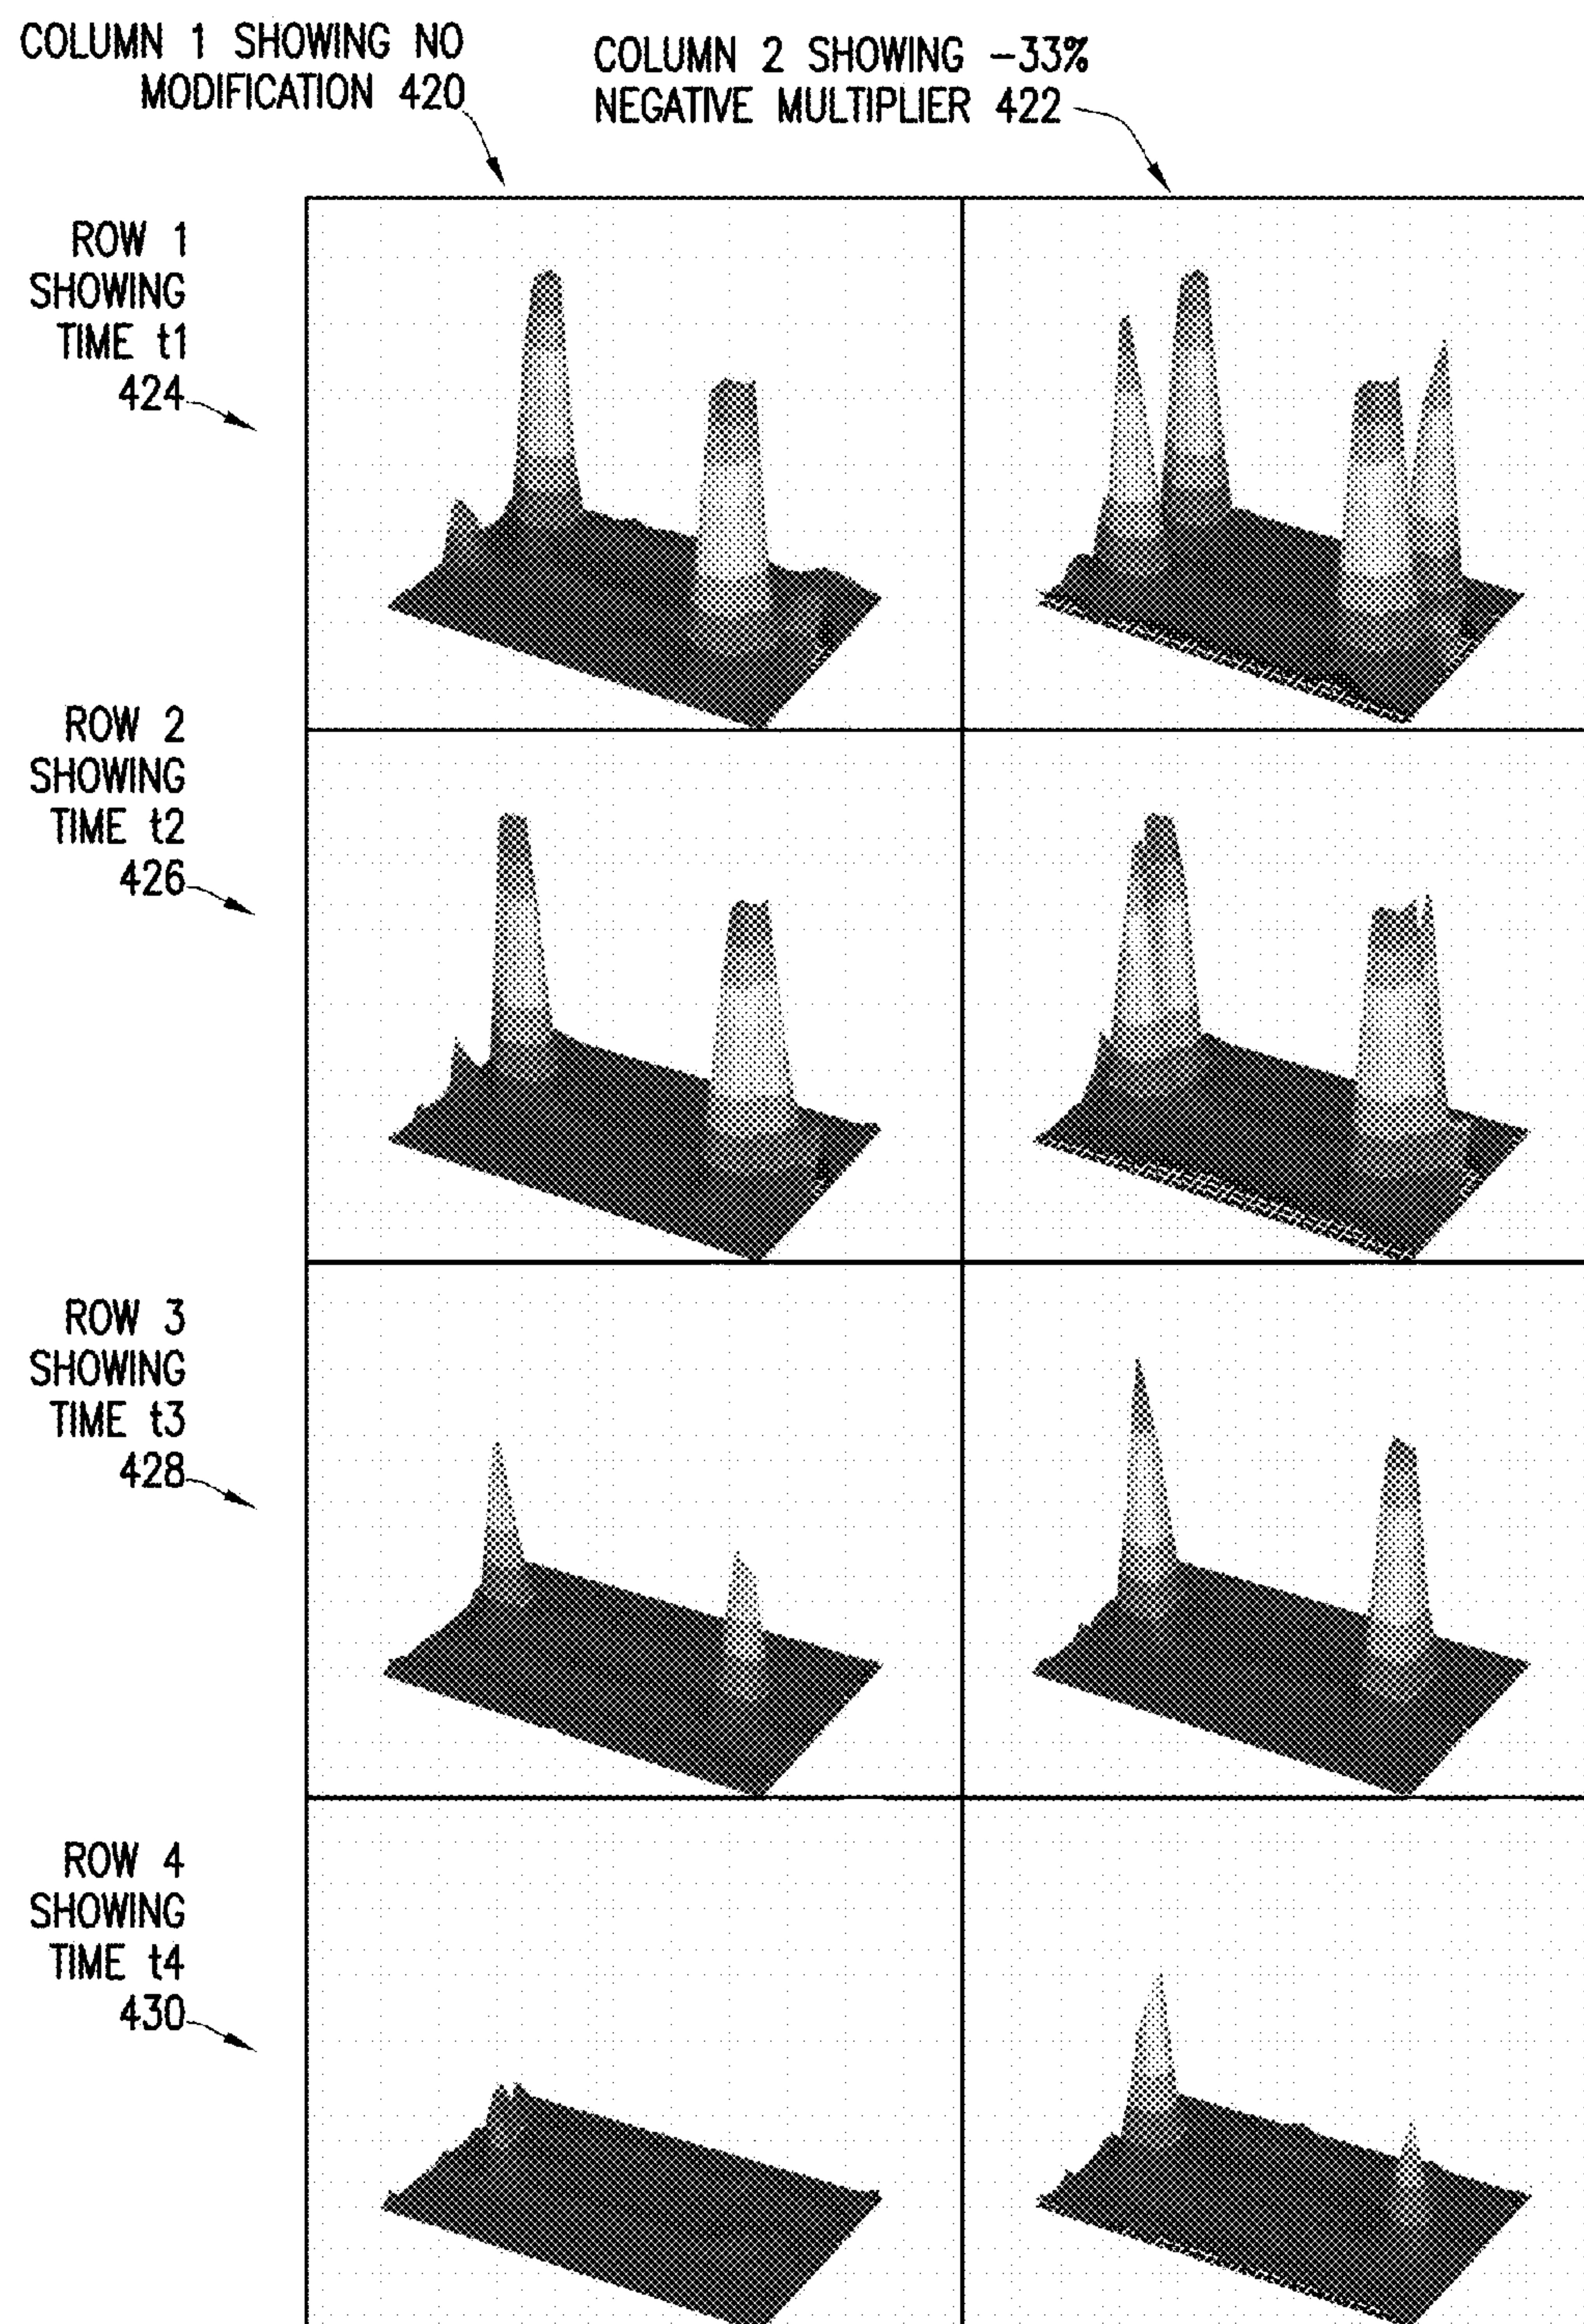 COLUMN 1 SHOWING NO
MODIFICATION 420
COLUMN 2 SHOWING -33%
NEGATIVE MULTIPLIER 422
ROW 1
SHOWING
TIME t1
424
ROW 2
SHOWING
TIME t2
426
ROW 3
SHOWING
TIME t3
428
ROW 4
SHOWING
TIME t4
430